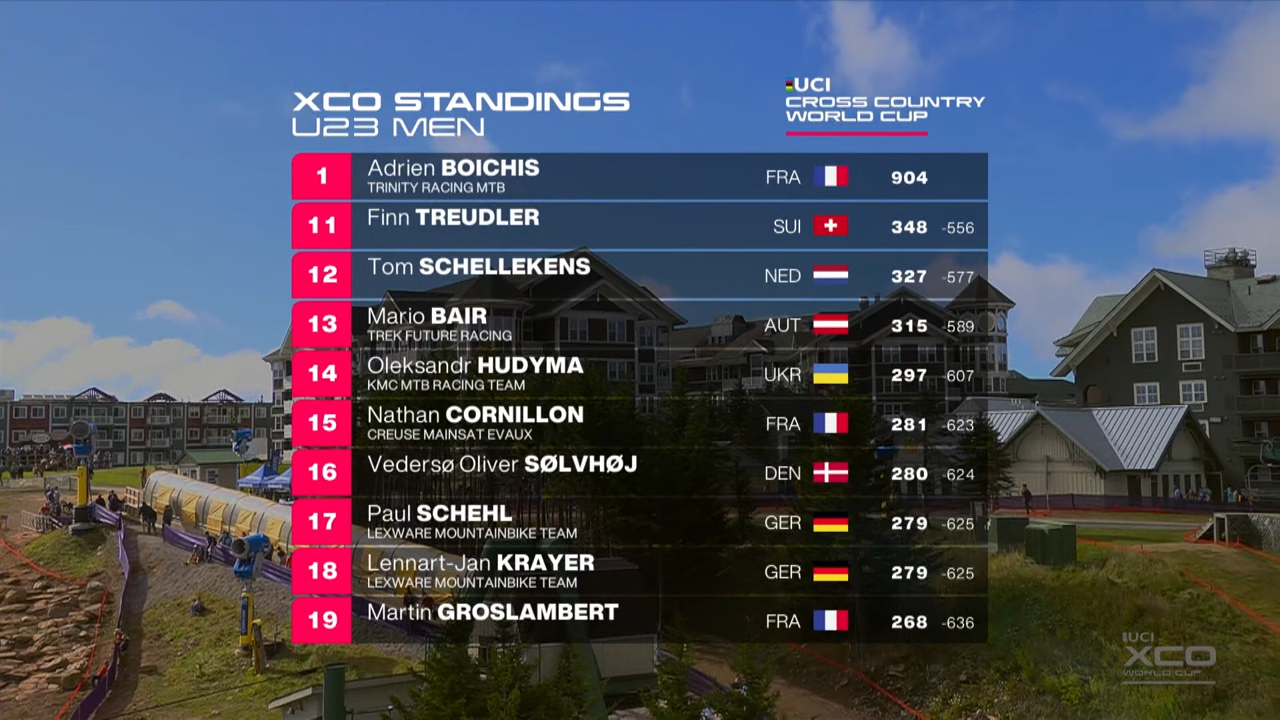 XCO STANDINGS
U23 MEN
UCI
CROSS COUNTRY
WORLD CUP
1 Adrien BOICHIS FRA 904
TRINITY RACING MTB
11 Finn TREUDLER SUI 348 -556
12 Tom SCHELLEKENS NED 327 -577
13 Mario BAIR AUT 315 -589
TREK FUTURE RACING
14 Oleksandr HUDYMA UKR 297 -607
KMC MTB RACING TEAM
15 Nathan CORNILLON FRA 281 -623
CREUSE MAINSAT EVAUX
16 Vedersø Oliver SØLVHØJ DEN 280 -624
17 Paul SCHEHL GER 279 -625
LEXWARE MOUNTAINBIKE TEAM
18 Lennart-Jan KRAYER GER 279 -625
LEXWARE MOUNTAINBIKE TEAM
19 Martin GROSLAMBERT FRA 268 -636
UCI
XCO
WORLD CUP